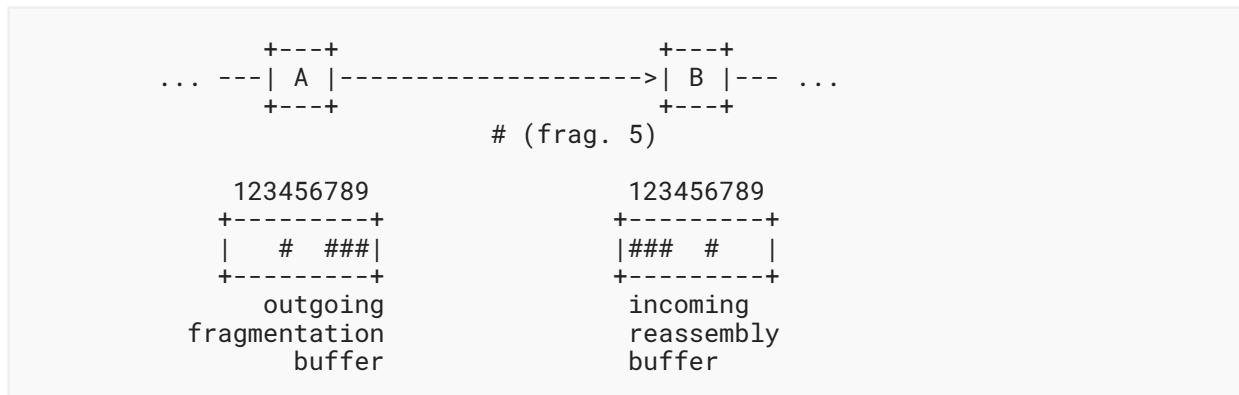 +---+                     +---+
... ---| A |-------------------->| B |--- ...
       +---+                     +---+
                      # (frag. 5)
     123456789                 123456789
    +---------+               +---------+
    |   #  ###|               |###  #   |
    +---------+               +---------+
       outgoing                incoming
  fragmentation                reassembly
         buffer                buffer